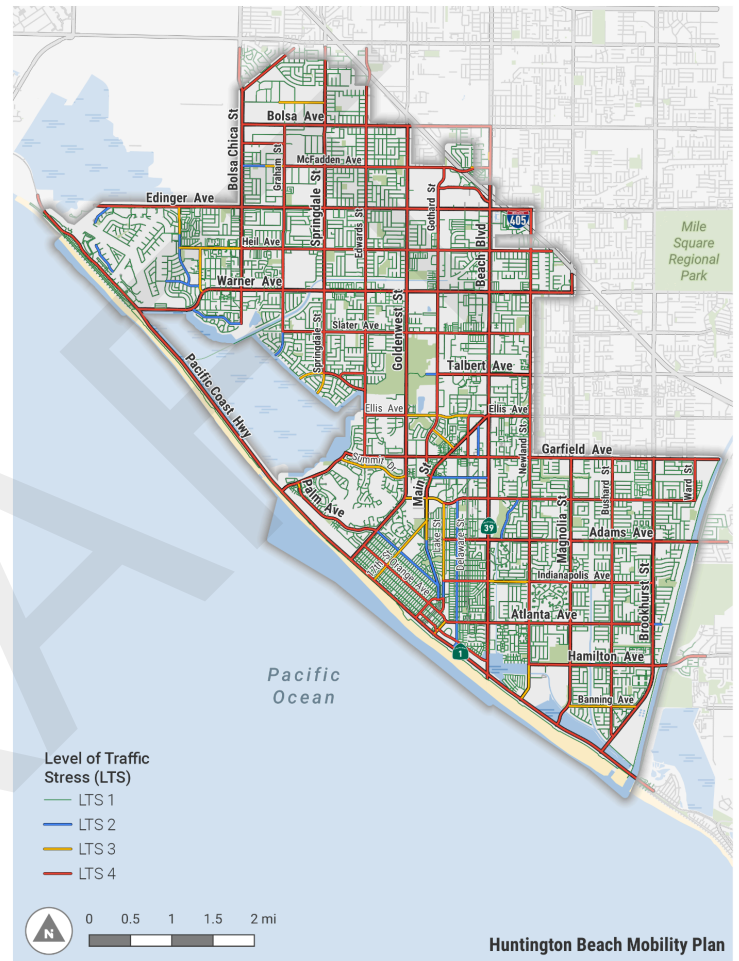 Bolsa Ave
Bolsa Chica St
Graham St
McFadden Ave
Springdale St
Edinger Ave
Edwards St
Gothard St
405
Mile
Square
Regional
Park
Heil Ave
Beach Blvd
Warner Ave
Goldenwest St
Springdale St
Slater Ave
Talbert Ave
Pacific Coast Hwy
Ellis Ave
Ellis Ave
Newland St
Garfield Ave
Summit Dr
Main St
Palm Ave
Ward St
Bushard St
Magnolia St
39
Lake St
Delaware St
Adams Ave
17th St
Orange Ave
Indianapolis Ave
Brookhurst St
Atlanta Ave
1
Hamilton Ave
Pacific
Ocean
Banning Ave
Level of Traffic
Stress (LTS)
LTS 1
LTS 2
LTS 3
LTS 4
N
0 0.5 1 1.5 2 mi
Huntington Beach Mobility Plan